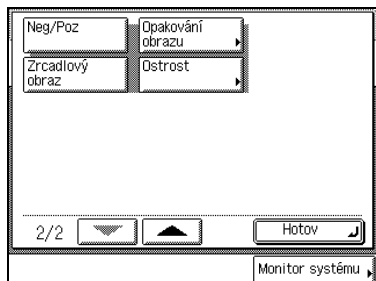 Neg/Poz
Opakování
obrazu
Zrcadlový
obraz
Ostrost
2/2
Hotov
Monitor systému